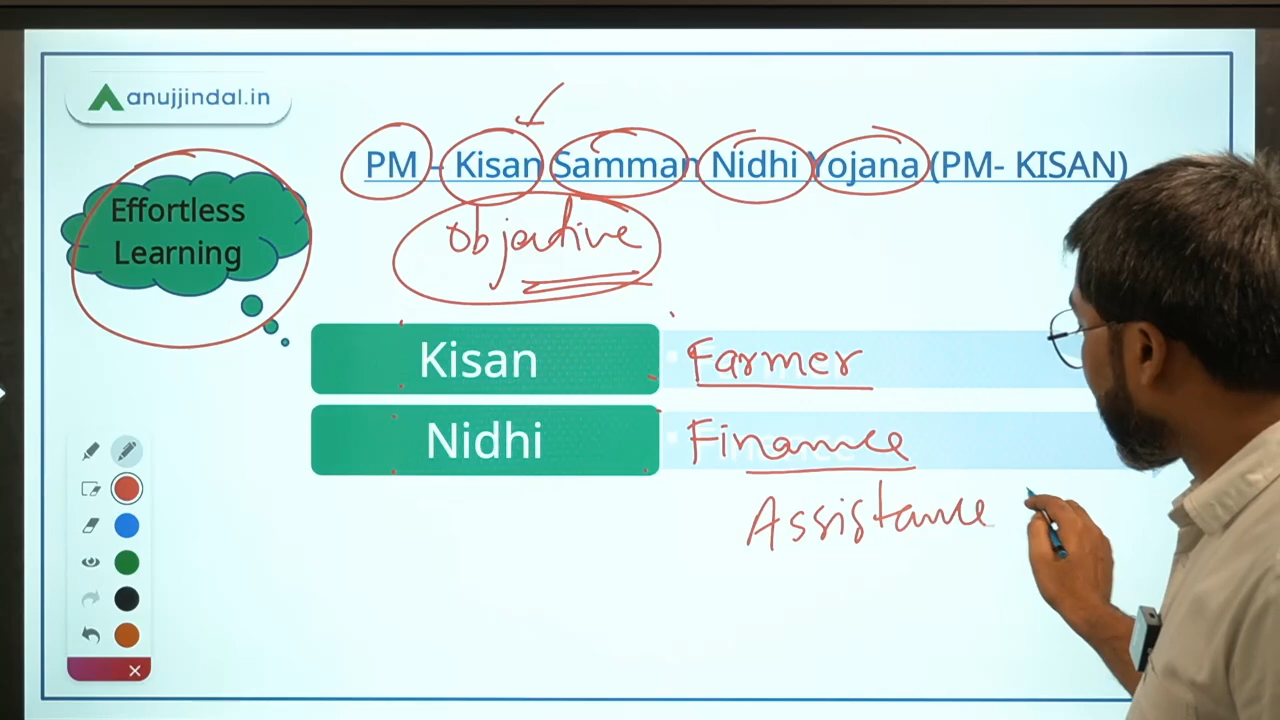 anujjindal.in
PM - Kisan Samman Nidhi Yojana (PM- KISAN)
Effortless
Learning
Objective
Kisan
Farmer
Nidhi
Finance
Assistance